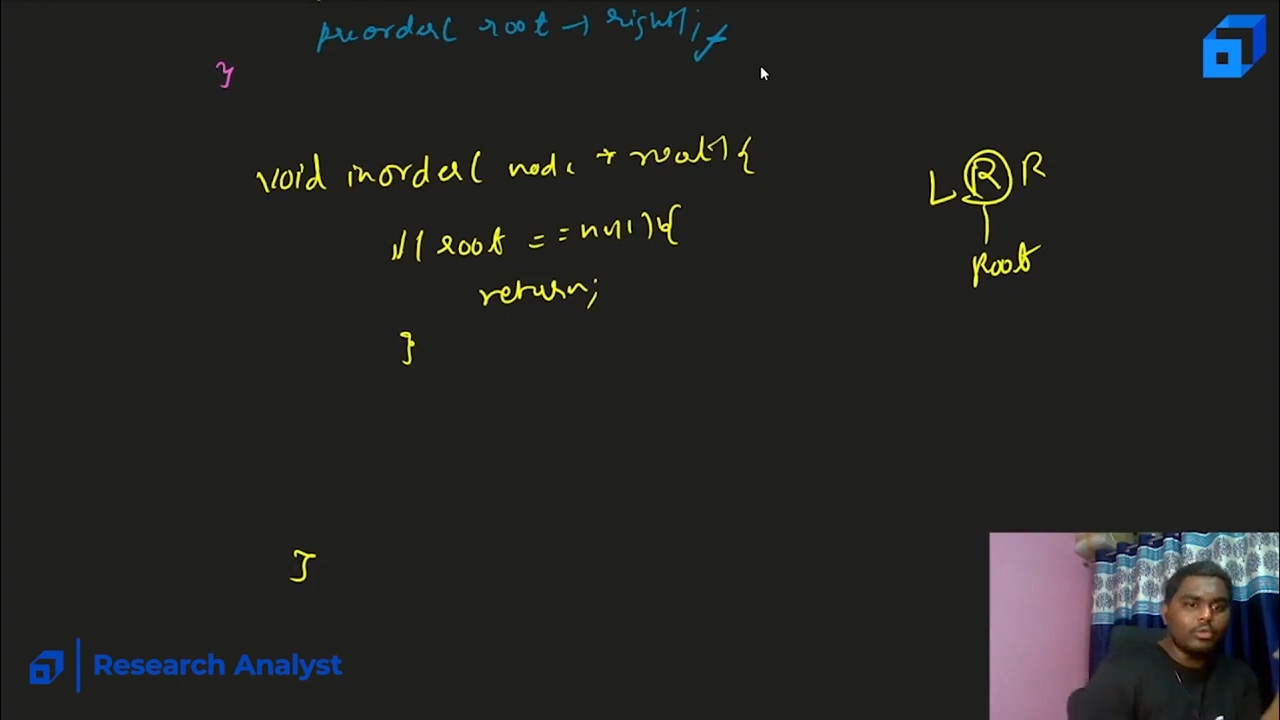 preorder( root → right);
}
void inorder( node * root) {
L R R
if( root == null) {
Root
return;
}
}
Research Analyst